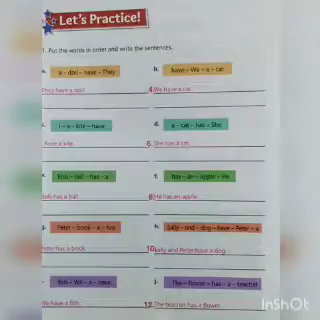 Let's Practice!
1. Put the words in order and write the sentences.
a. a – doll – have – They
b. have – We – a – cat
They have a doll.
4. We have a cat.
c. I – a – kite – have
d. a – cat – has – She
have a kite.
6. She has a cat.
e. Bob – ball – has – a
f. has – an – apple – He
Bob has a ball.
8. He has an apple.
g. Peter – book – a – has
h. Sally – and – dog – have – Peter – a
Peter has a book.
10. Sally and Peter have a dog.
fish – We – a – have
j. The – flower – has – a – teacher
We have a fish.
12. The teacher has a flower.
InShOt